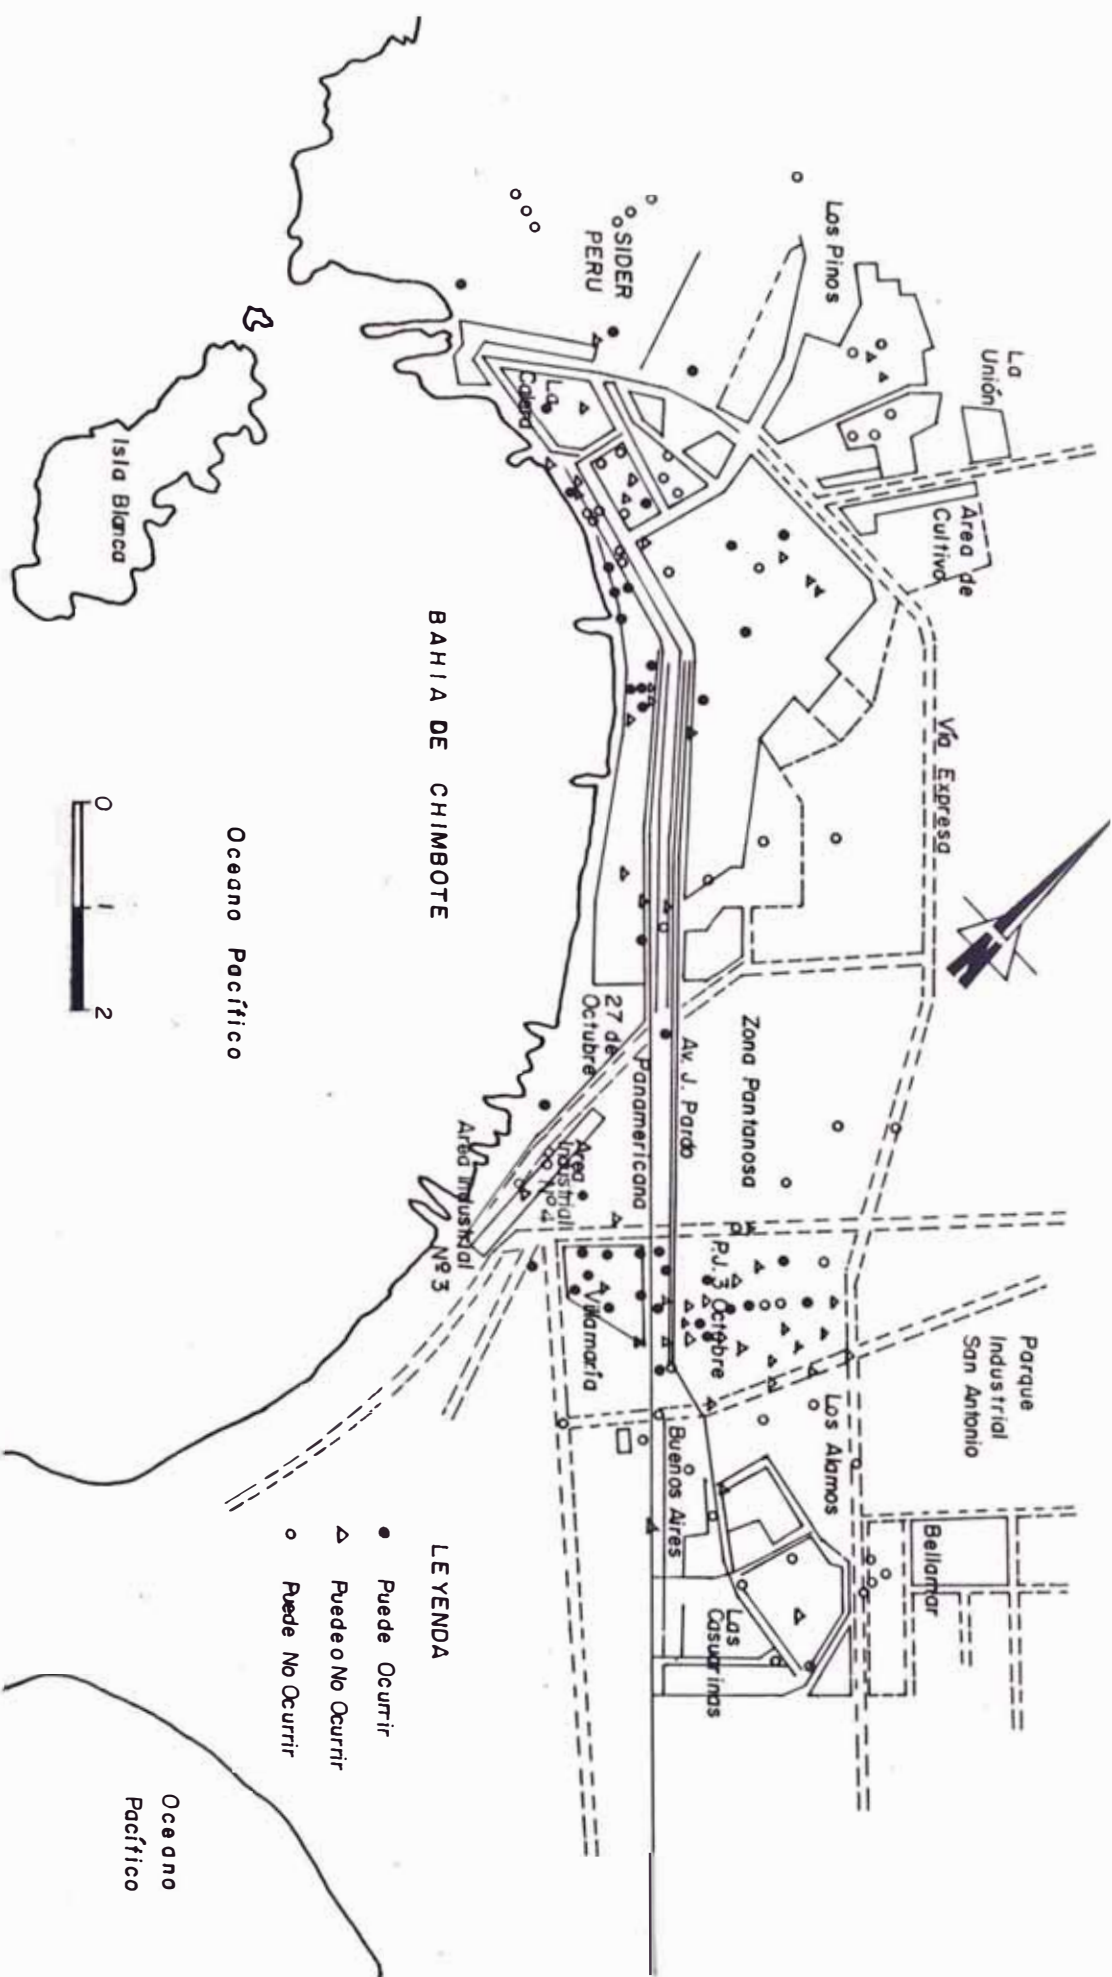 Los Pinos
SIDER
PERU
La
Unión
La
Calera
Area de
Cultivo
Vía Expresa
Isla Blanca
BAHIA DE CHIMBOTE
Oceano Pacífico
0 1 2
27 de
Octubre
Panamericana
Av. J. Pardo
Zona Pantanosa
Area
Industrial
Nº 4
Area Industrial
Nº 3
P.J. 3 Octubre
Villamaría
Parque
Industrial
San Antonio
Los Alamos
Buenos Aires
Bellamar
Las
Casuarinas
LEYENDA
● Puede Ocurrir
△ Puede o No Ocurrir
○ Puede No Ocurrir
Oceano
Pacífico